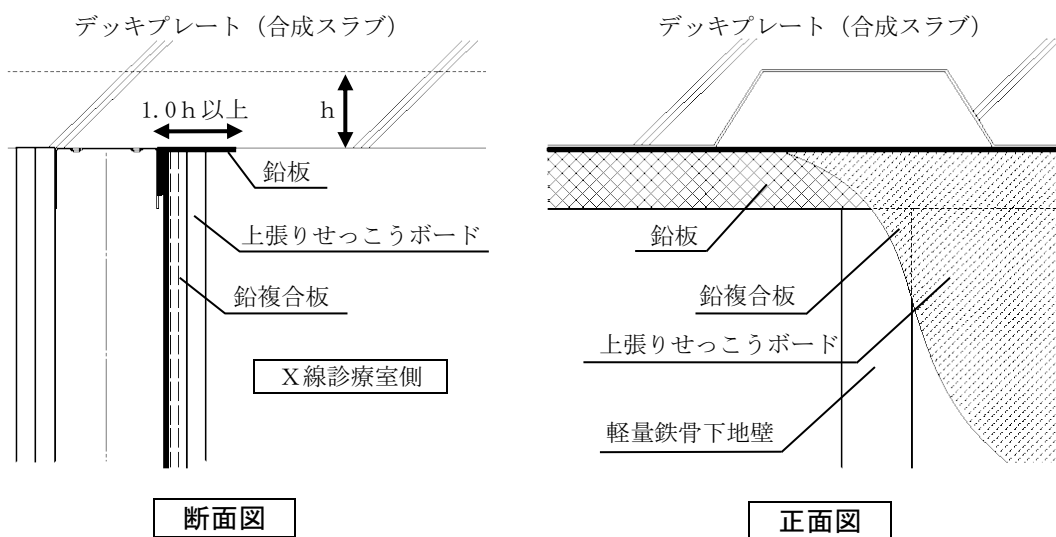 デッキプレート（合成スラブ）
1.0h以上
h
鉛板
上張りせっこうボード
鉛複合板
X線診療室側
断面図
デッキプレート（合成スラブ）
鉛板
鉛複合板
上張りせっこうボード
軽量鉄骨下地壁
正面図